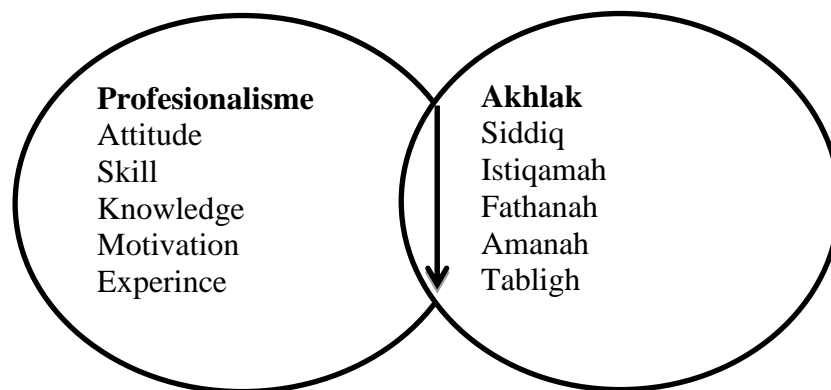 Profesionalisme
Attitude
Skill
Knowledge
Motivation
Experince
Akhlak
Siddiq
Istiqamah
Fathanah
Amanah
Tabligh